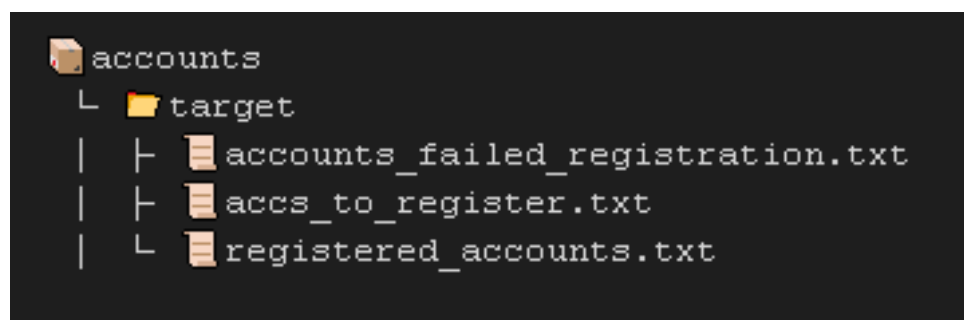 accounts
target
accounts_failed_registration.txt
accs_to_register.txt
registered_accounts.txt